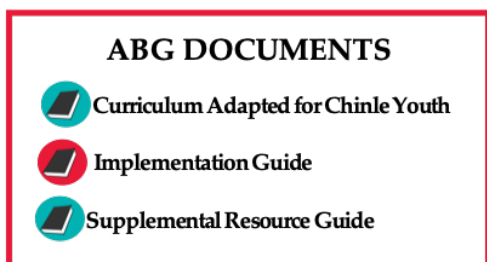 ABG DOCUMENTS
Curriculum Adapted for Chinle Youth
Implementation Guide
Supplemental Resource Guide